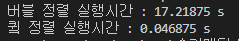 버블 정렬 실행시간 : 17.21875 s
퀵 정렬 실행시간 : 0.046875 s